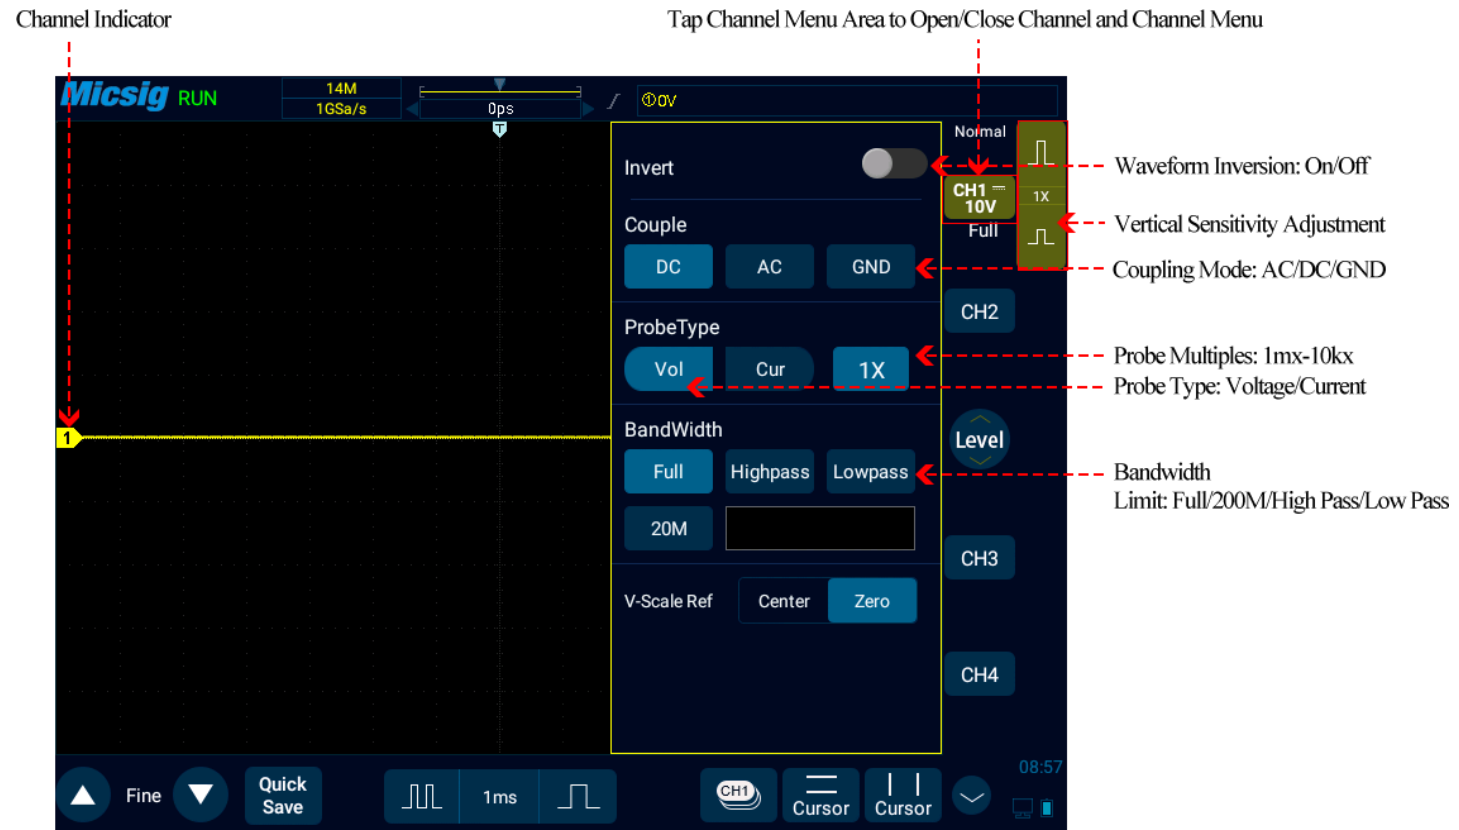 Channel Indicator
Tap Channel Menu Area to Open/Close Channel and Channel Menu
Micsig RUN
14M
1GSa/s
0ps
①0V
T
Normal
Invert
Waveform Inversion: On/Off
CH1
10V
1X
Full
Vertical Sensitivity Adjustment
Couple
DC AC GND
Coupling Mode: AC/DC/GND
CH2
ProbeType
Vol Cur 1X
Probe Multiples: 1mx-10kx
Probe Type: Voltage/Current
BandWidth
1
Level
Full Highpass Lowpass
Bandwidth
Limit: Full/200M/High Pass/Low Pass
20M
CH3
V-Scale Ref Center Zero
CH4
08:57
Fine
Quick
Save
1ms
CH1
Cursor
Cursor